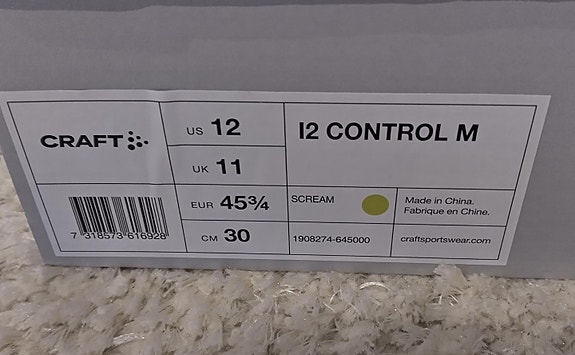 CRAFT
7 318573 616928
US 12
UK 11
EUR 45¾
CM 30
I2 CONTROL M
SCREAM
1908274-645000
Made in China.
Fabrique en Chine.
craftsportswear.com